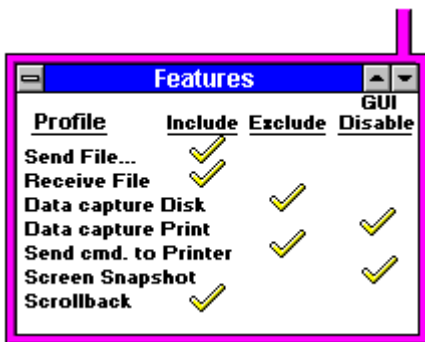 Features
GUI
Profile Include Exclude Disable
Send File...
Receive File
Data capture Disk
Data capture Print
Send cmd. to Printer
Screen Snapshot
Scrollback